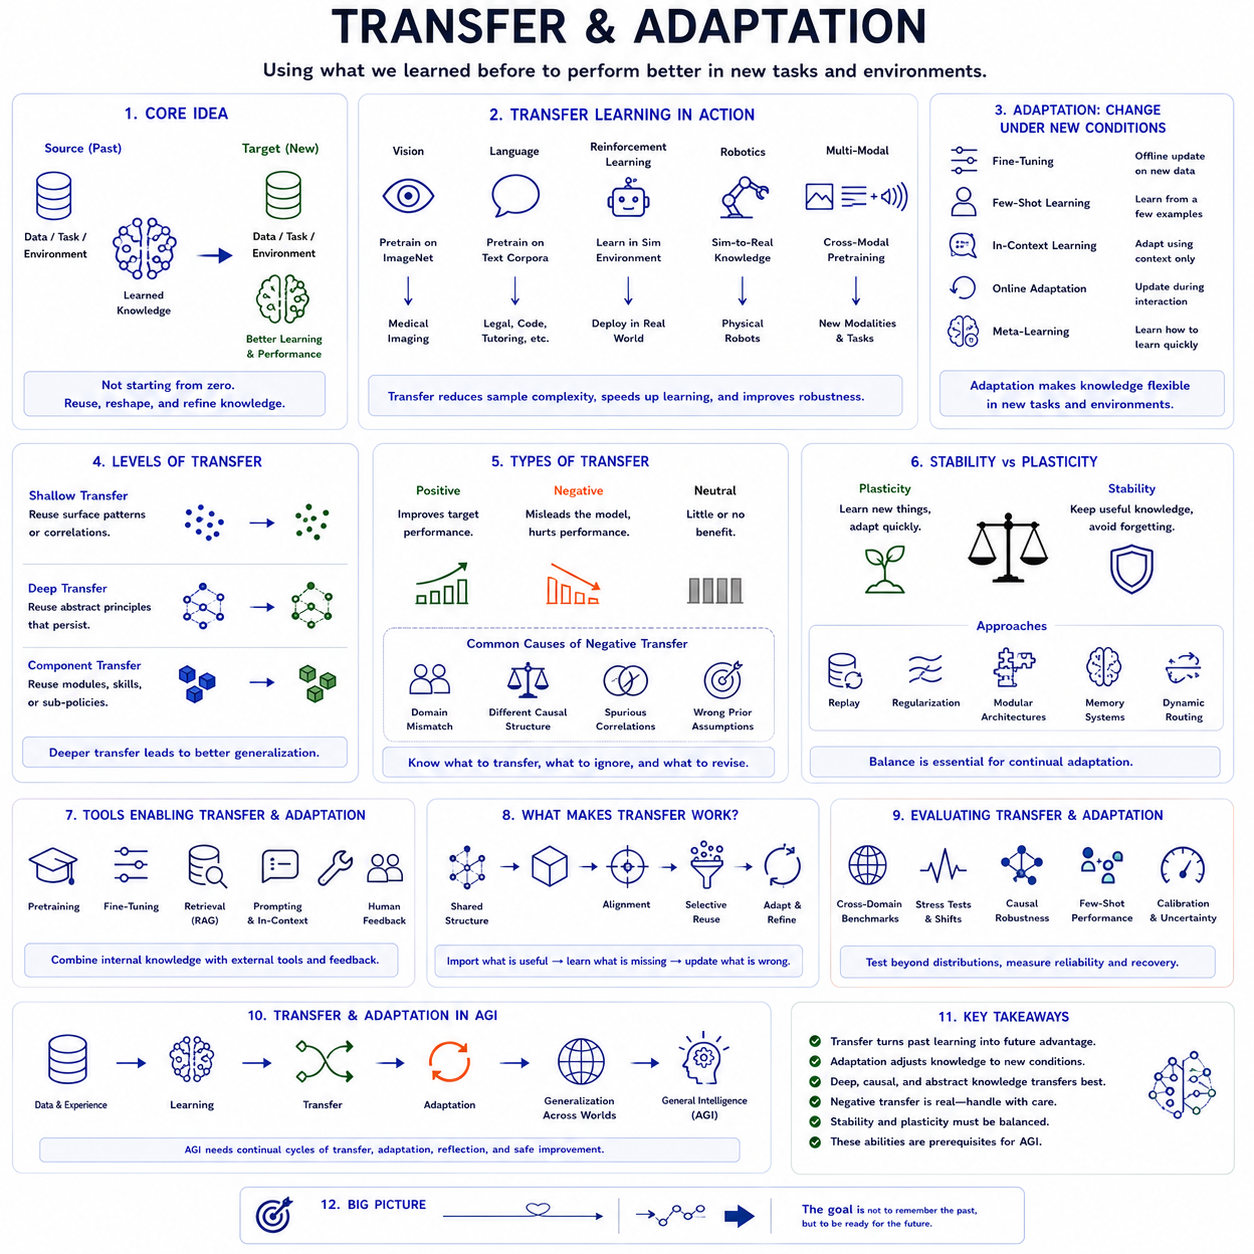 TRANSFER & ADAPTATION
Using what we learned before to perform better in new tasks and environments.
1. CORE IDEA
Source (Past)
Target (New)
Data / Task /
Environment
Learned
Knowledge
Data / Task /
Environment
Better Learning
& Performance
Not starting from zero.
Reuse, reshape, and refine knowledge.
2. TRANSFER LEARNING IN ACTION
Vision
Language
Reinforcement
Learning
Robotics
Multi-Modal
Pretrain on
ImageNet
Pretrain on
Text Corpora
Learn in Sim
Environment
Sim-to-Real
Knowledge
Cross-Modal
Pretraining
Medical
Imaging
Legal, Code,
Tutoring, etc.
Deploy in Real
World
Physical
Robots
New Modalities
& Tasks
Transfer reduces sample complexity, speeds up learning, and improves robustness.
3. ADAPTATION: CHANGE
UNDER NEW CONDITIONS
Fine-Tuning
Offline update
on new data
Few-Shot Learning
Learn from a
few examples
In-Context Learning
Adapt using
context only
Online Adaptation
Update during
interaction
Meta-Learning
Learn how to
learn quickly
Adaptation makes knowledge flexible
in new tasks and environments.
4. LEVELS OF TRANSFER
Shallow Transfer
Reuse surface patterns
or correlations.
Deep Transfer
Reuse abstract principles
that persist.
Component Transfer
Reuse modules, skills,
or sub-policies.
Deeper transfer leads to better generalization.
5. TYPES OF TRANSFER
Positive
Improves target
performance.
Negative
Misleads the model,
hurts performance.
Neutral
Little or no
benefit.
Common Causes of Negative Transfer
Domain
Mismatch
Different Causal
Structure
Spurious
Correlations
Wrong Prior
Assumptions
Know what to transfer, what to ignore, and what to revise.
6. STABILITY vs PLASTICITY
Plasticity
Learn new things,
adapt quickly.
Stability
Keep useful knowledge,
avoid forgetting.
Approaches
Replay
Regularization
Modular
Architectures
Memory
Systems
Dynamic
Routing
Balance is essential for continual adaptation.
7. TOOLS ENABLING TRANSFER & ADAPTATION
Pretraining
Fine-Tuning
Retrieval
(RAG)
Prompting
& In-Context
Human
Feedback
Combine internal knowledge with external tools and feedback.
8. WHAT MAKES TRANSFER WORK?
Shared
Structure
Alignment
Selective
Reuse
Adapt &
Refine
Import what is useful → learn what is missing → update what is wrong.
9. EVALUATING TRANSFER & ADAPTATION
Cross-Domain
Benchmarks
Stress Tests
& Shifts
Causal
Robustness
Few-Shot
Performance
Calibration
& Uncertainty
Test beyond distributions, measure reliability and recovery.
10. TRANSFER & ADAPTATION IN AGI
Data & Experience
Learning
Transfer
Adaptation
Generalization
Across Worlds
General Intelligence
(AGI)
AGI needs continual cycles of transfer, adaptation, reflection, and safe improvement.
11. KEY TAKEAWAYS
Transfer turns past learning into future advantage.
Adaptation adjusts knowledge to new conditions.
Deep, causal, and abstract knowledge transfers best.
Negative transfer is real—handle with care.
Stability and plasticity must be balanced.
These abilities are prerequisites for AGI.
12. BIG PICTURE
The goal is not to remember the past,
but to be ready for the future.